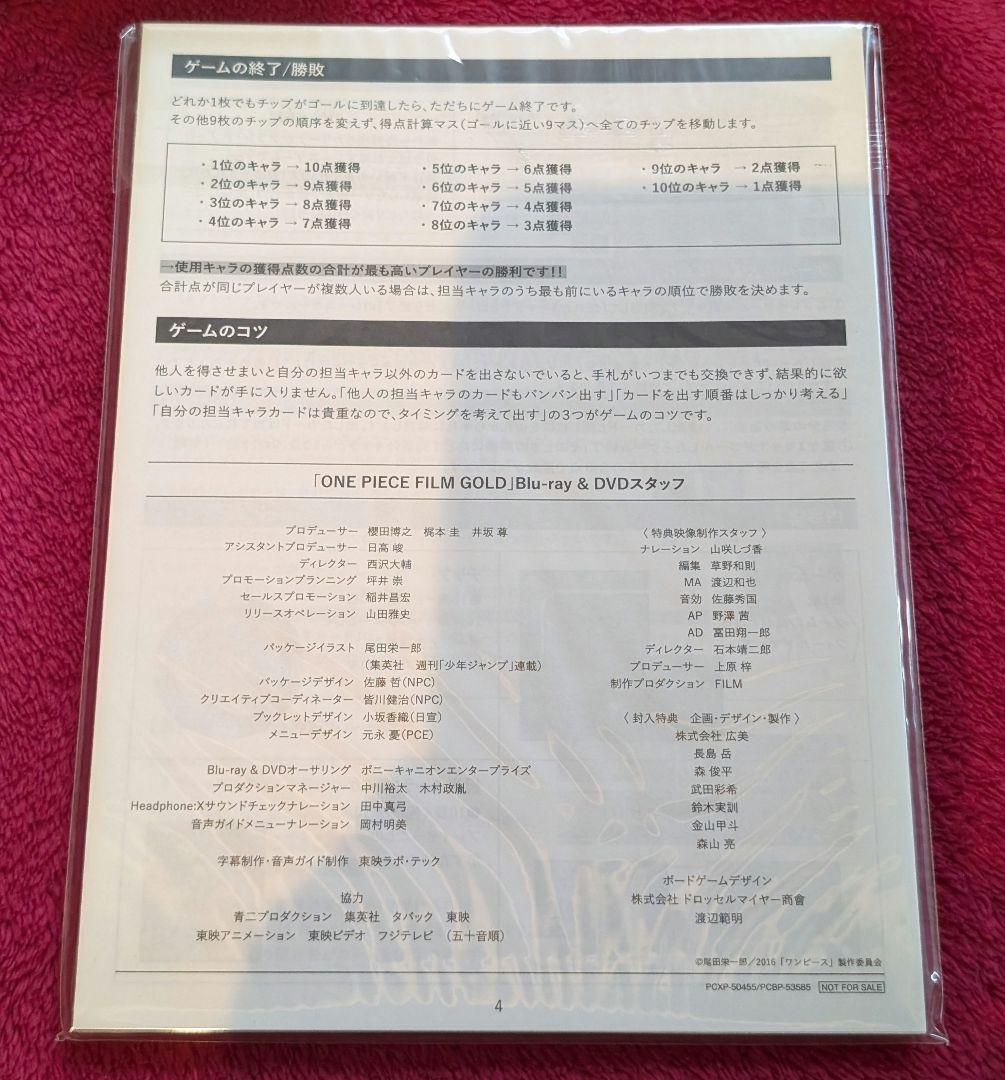 ゲームの終了/勝敗
どれか1枚でもチップがゴールに到達したら、ただちにゲーム終了です。
その他9枚のチップの順序を変えず、得点計算マス(ゴールに近い9マス)へ全てのチップを移動します。
・1位のキャラ → 10点獲得
・2位のキャラ → 9点獲得
・3位のキャラ → 8点獲得
・4位のキャラ → 7点獲得
・5位のキャラ → 6点獲得
・6位のキャラ → 5点獲得
・7位のキャラ → 4点獲得
・8位のキャラ → 3点獲得
・9位のキャラ → 2点獲得
・10位のキャラ → 1点獲得
→使用キャラの獲得点数の合計が最も高いプレイヤーの勝利です!!
合計点が同じプレイヤーが複数人いる場合は、担当キャラのうち最も前にいるキャラの順位で勝敗を決めます。
ゲームのコツ
他人を得させまいと自分の担当キャラ以外のカードを出さないでいると、手札がいつまでも交換できず、結果的に欲
しいカードが手に入りません。「他人の担当キャラのカードもバンバン出す」「カードを出す順番はしっかり考える」
「自分の担当キャラカードは貴重なので、タイミングを考えて出す」の3つがゲームのコツです。
「ONE PIECE FILM GOLD」Blu-ray & DVDスタッフ
プロデューサー 櫻田博之 梶本 圭 井坂 尊
アシスタントプロデューサー 日高 峻
ディレクター 西沢大輔
プロモーションプランニング 坪井 崇
セールスプロモーション 稲井昌宏
リリースオペレーション 山田雅史
パッケージイラスト 尾田栄一郎
(集英社 週刊「少年ジャンプ」連載)
パッケージデザイン 佐藤 哲(NPC)
クリエイティブコーディネーター 皆川健治(NPC)
ブックレットデザイン 小坂香織(日宣)
メニューデザイン 元永 憂(PCE)
Blu-ray & DVDオーサリング ポニーキャニオンエンタープライズ
プロダクションマネージャー 中川裕太 木村政胤
Headphone:Xサウンドチェックナレーション 田中真弓
音声ガイドメニューナレーション 岡村明美
字幕制作・音声ガイド制作 東映ラボ・テック
協力
青二プロダクション 集英社 タバック 東映
東映アニメーション 東映ビデオ フジテレビ (五十音順)
〈 特典映像制作スタッフ 〉
ナレーション 山咲しづ香
編集 草野和則
MA 渡辺和也
音効 佐藤秀国
AP 野澤 茜
AD 冨田翔一郎
ディレクター 石本靖二郎
プロデューサー 上原 梓
制作プロダクション FILM
〈 封入特典 企画・デザイン・製作 〉
株式会社 広美
長島 岳
森 俊平
武田彩希
鈴木実訓
金山甲斗
森山 亮
ボードゲームデザイン
株式会社 ドロッセルマイヤー商會
渡辺範明
©尾田栄一郎/2016「ワンピース」製作委員会
PCXP-50455/PCBP-53585 NOT FOR SALE
4